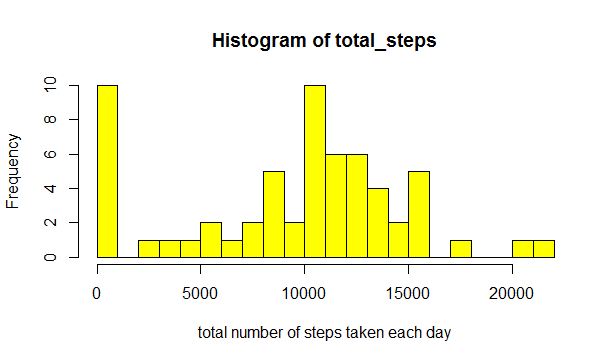 Histogram of total_steps
Frequency
10
8
6
4
2
0
0 5000 10000 15000 20000
total number of steps taken each day